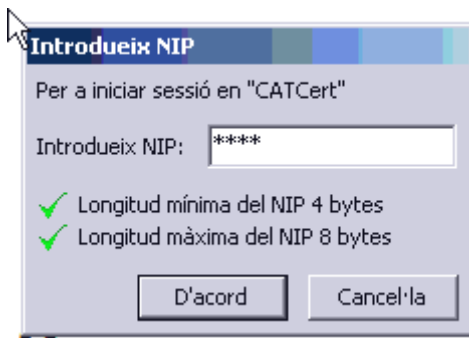 Introdueix NIP
Per a iniciar sessió en "CATCert"
Introdueix NIP: ****
Longitud mínima del NIP 4 bytes
Longitud màxima del NIP 8 bytes
D'acord Cancel·la